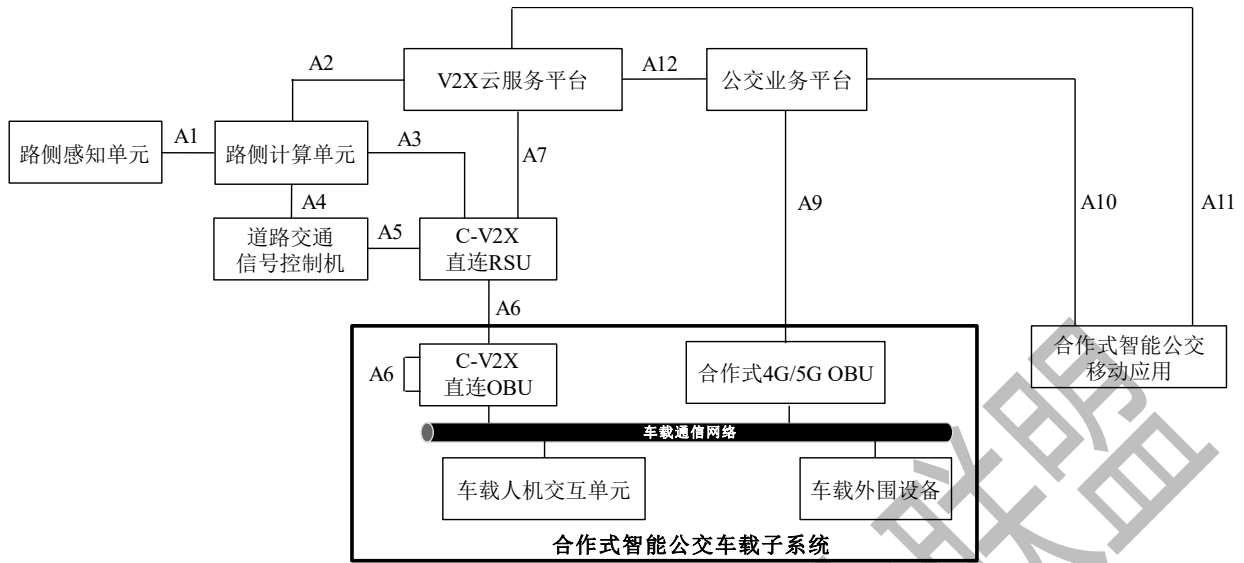 A2
V2X云服务平台
A12
公交业务平台
路侧感知单元
A1
路侧计算单元
A3
A7
A4
A9
A10
A11
道路交通
信号控制机
A5
C-V2X
直连RSU
A6
A6
C-V2X
直连OBU
合作式4G/5G OBU
合作式智能公交
移动应用
车载通信网络
车载人机交互单元
车载外围设备
合作式智能公交车载子系统
联盟